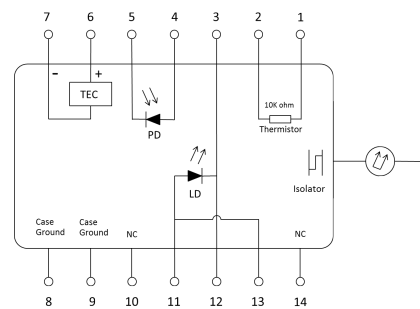 7 6 5 4 3 2 1
- +
TEC
PD
10K ohm
Thermistor
LD
Isolator
Case
Ground
Case
Ground
NC
NC
8 9 10 11 12 13 14